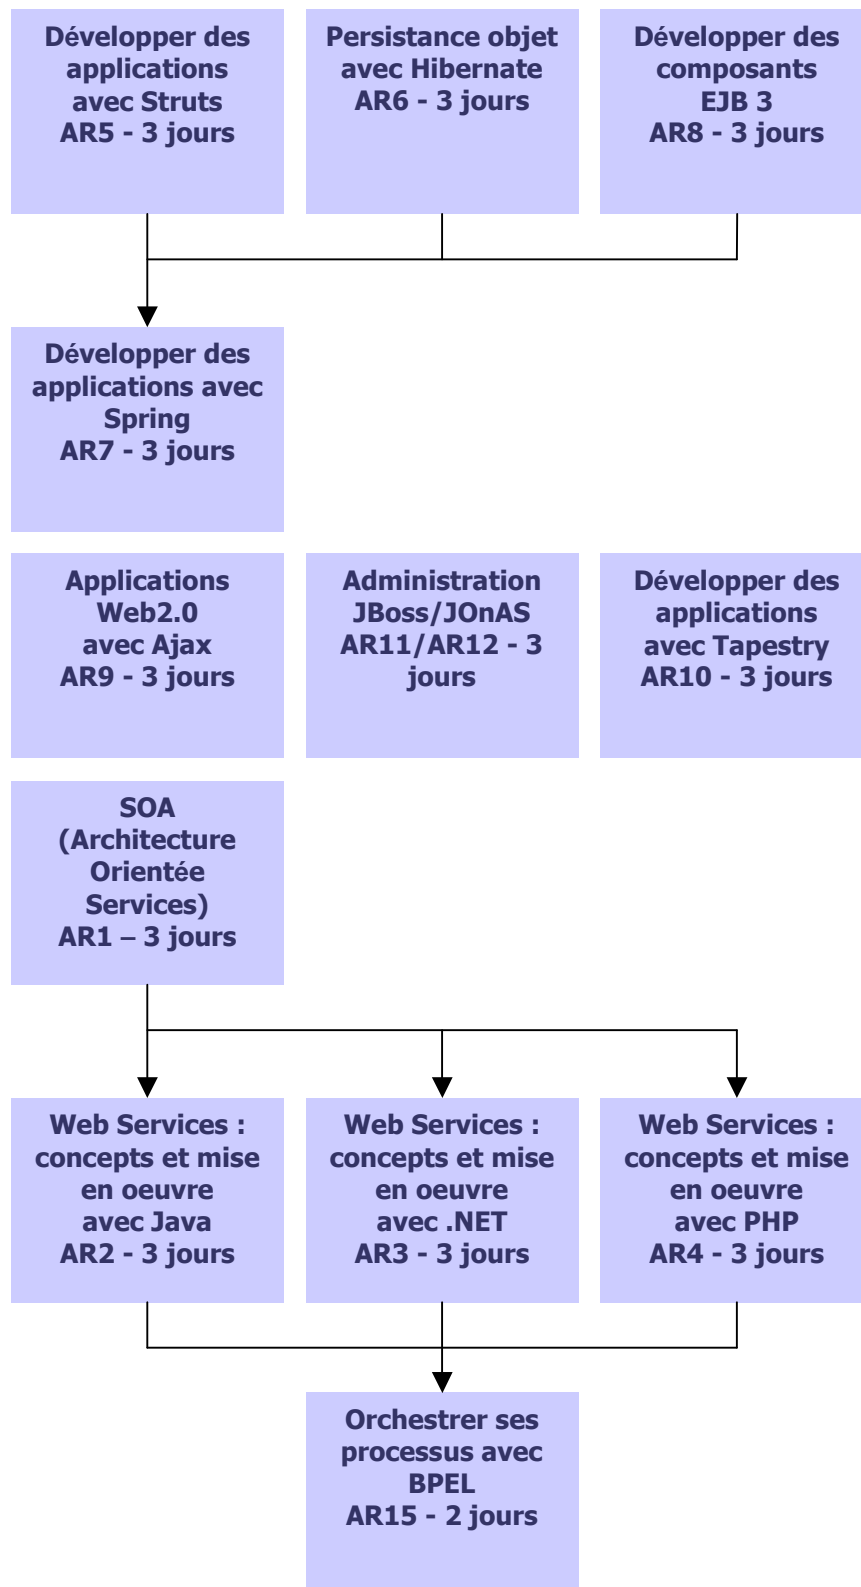 Développer des
applications
avec Struts
AR5 - 3 jours
Persistance objet
avec Hibernate
AR6 - 3 jours
Développer des
composants
EJB 3
AR8 - 3 jours
Développer des
applications avec
Spring
AR7 - 3 jours
Applications
Web2.0
avec Ajax
AR9 - 3 jours
Administration
JBoss/JOnAS
AR11/AR12 - 3
jours
Développer des
applications
avec Tapestry
AR10 - 3 jours
SOA
(Architecture
Orientée
Services)
AR1 – 3 jours
Web Services :
concepts et mise
en oeuvre
avec Java
AR2 - 3 jours
Web Services :
concepts et mise
en oeuvre
avec .NET
AR3 - 3 jours
Web Services :
concepts et mise
en oeuvre
avec PHP
AR4 - 3 jours
Orchestrer ses
processus avec
BPEL
AR15 - 2 jours